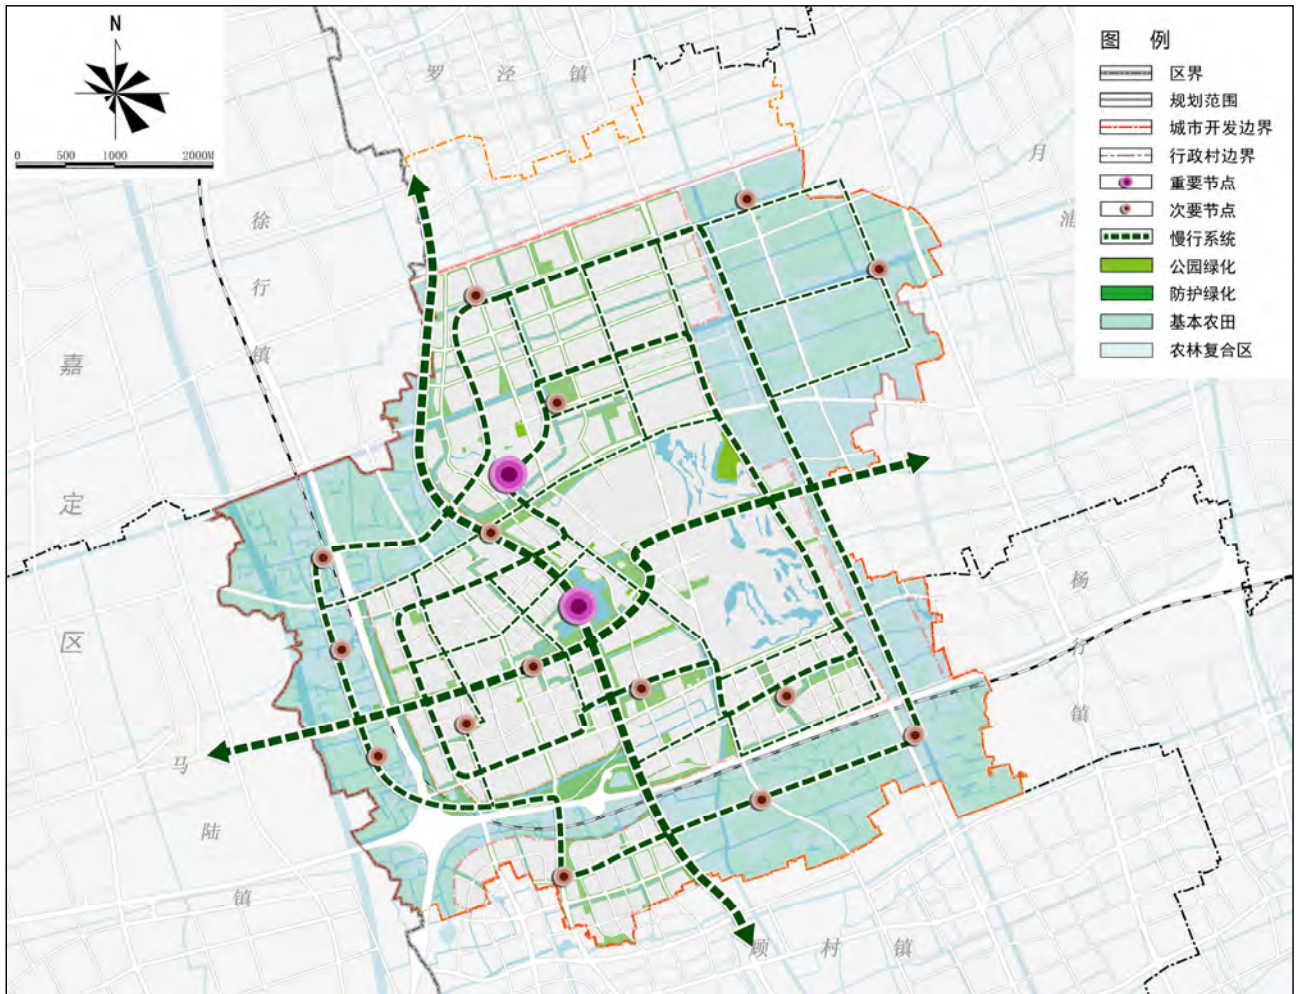 N
0 500 1000 2000M
图 例
区界
规划范围
城市开发边界
行政村边界
重要节点
次要节点
慢行系统
公园绿化
防护绿化
基本农田
农林复合区
罗泾镇
月浦
徐行镇
嘉定区
杨行镇
马陆镇
顾村镇